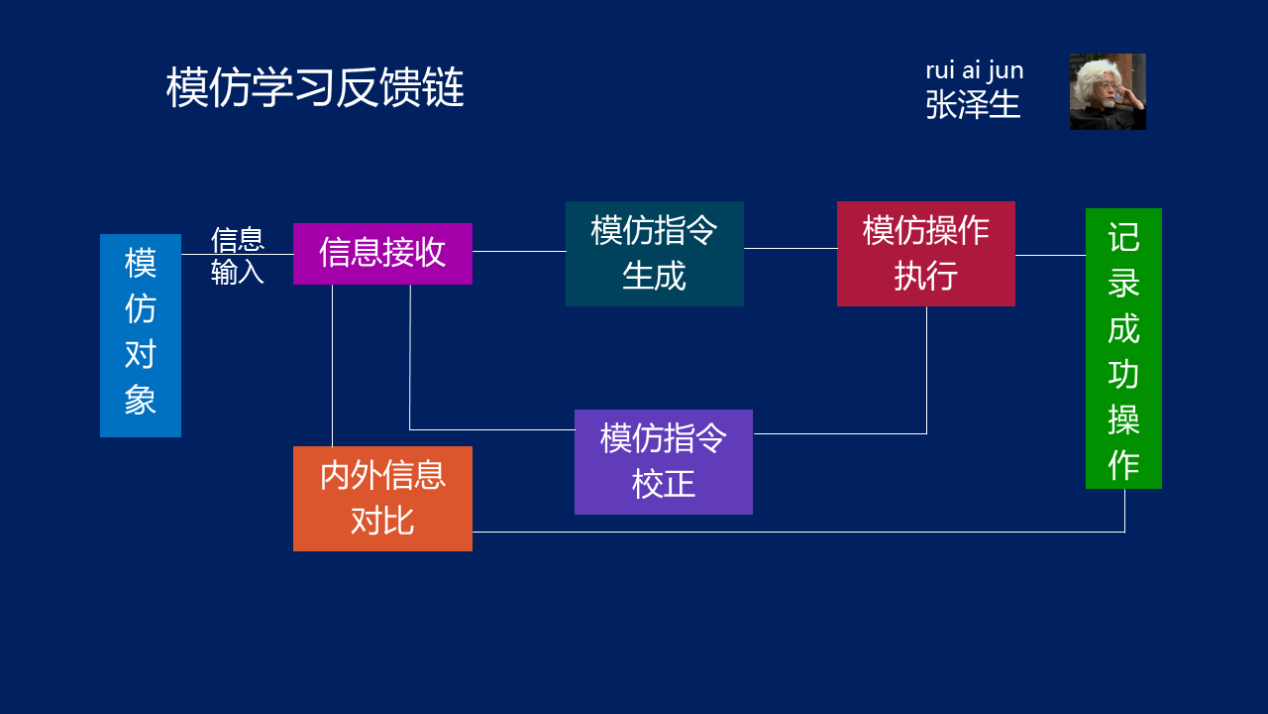 模仿学习反馈链
rui ai jun
张泽生
模仿对象
信息
输入
信息接收
模仿指令
生成
模仿操作
执行
记录成功操作
内外信息
对比
模仿指令
校正